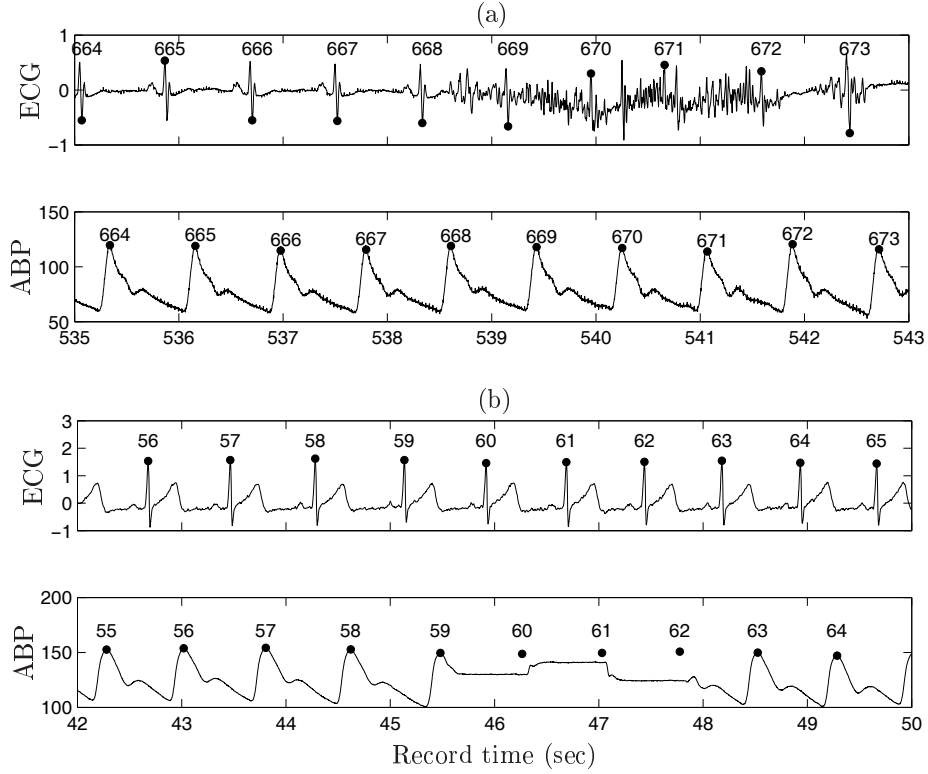 (a)
1
664 665 666 667 668 669 670 671 672 673
ECG
0
−1
150
664 665 666 667 668 669 670 671 672 673
ABP
100
50
535 536 537 538 539 540 541 542 543
(b)
3
56 57 58 59 60 61 62 63 64 65
2
ECG
1
0
−1
200
55 56 57 58 59 60 61 62 63 64
ABP
150
100
42 43 44 45 46 47 48 49 50
Record time (sec)